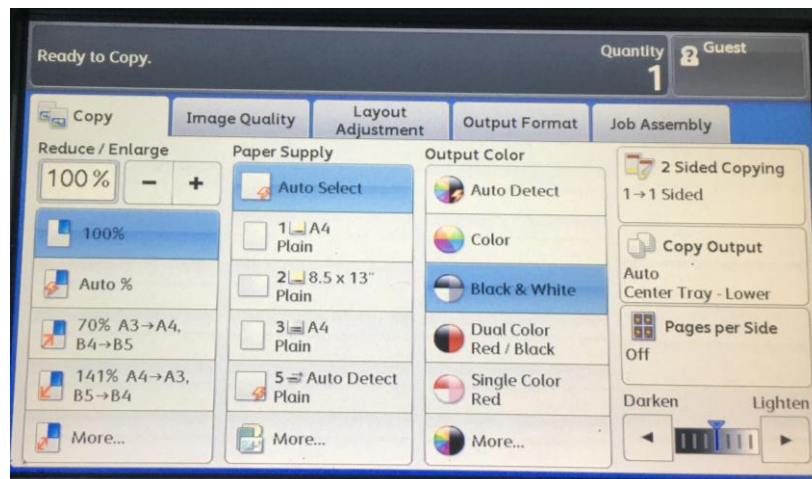 Ready to Copy.
Quantity
1
Guest
Copy
Image Quality
Layout
Adjustment
Output Format
Job Assembly
Reduce / Enlarge
100%
-
+
100%
Auto %
70% A3→A4,
B4→B5
141% A4→A3,
B5→B4
More...
Paper Supply
Auto Select
1 A4
Plain
2 8.5 x 13"
Plain
3 A4
Plain
5 Auto Detect
Plain
More...
Output Color
Auto Detect
Color
Black & White
Dual Color
Red / Black
Single Color
Red
More...
2 Sided Copying
1→1 Sided
Copy Output
Auto
Center Tray - Lower
Pages per Side
Off
Darken Lighten